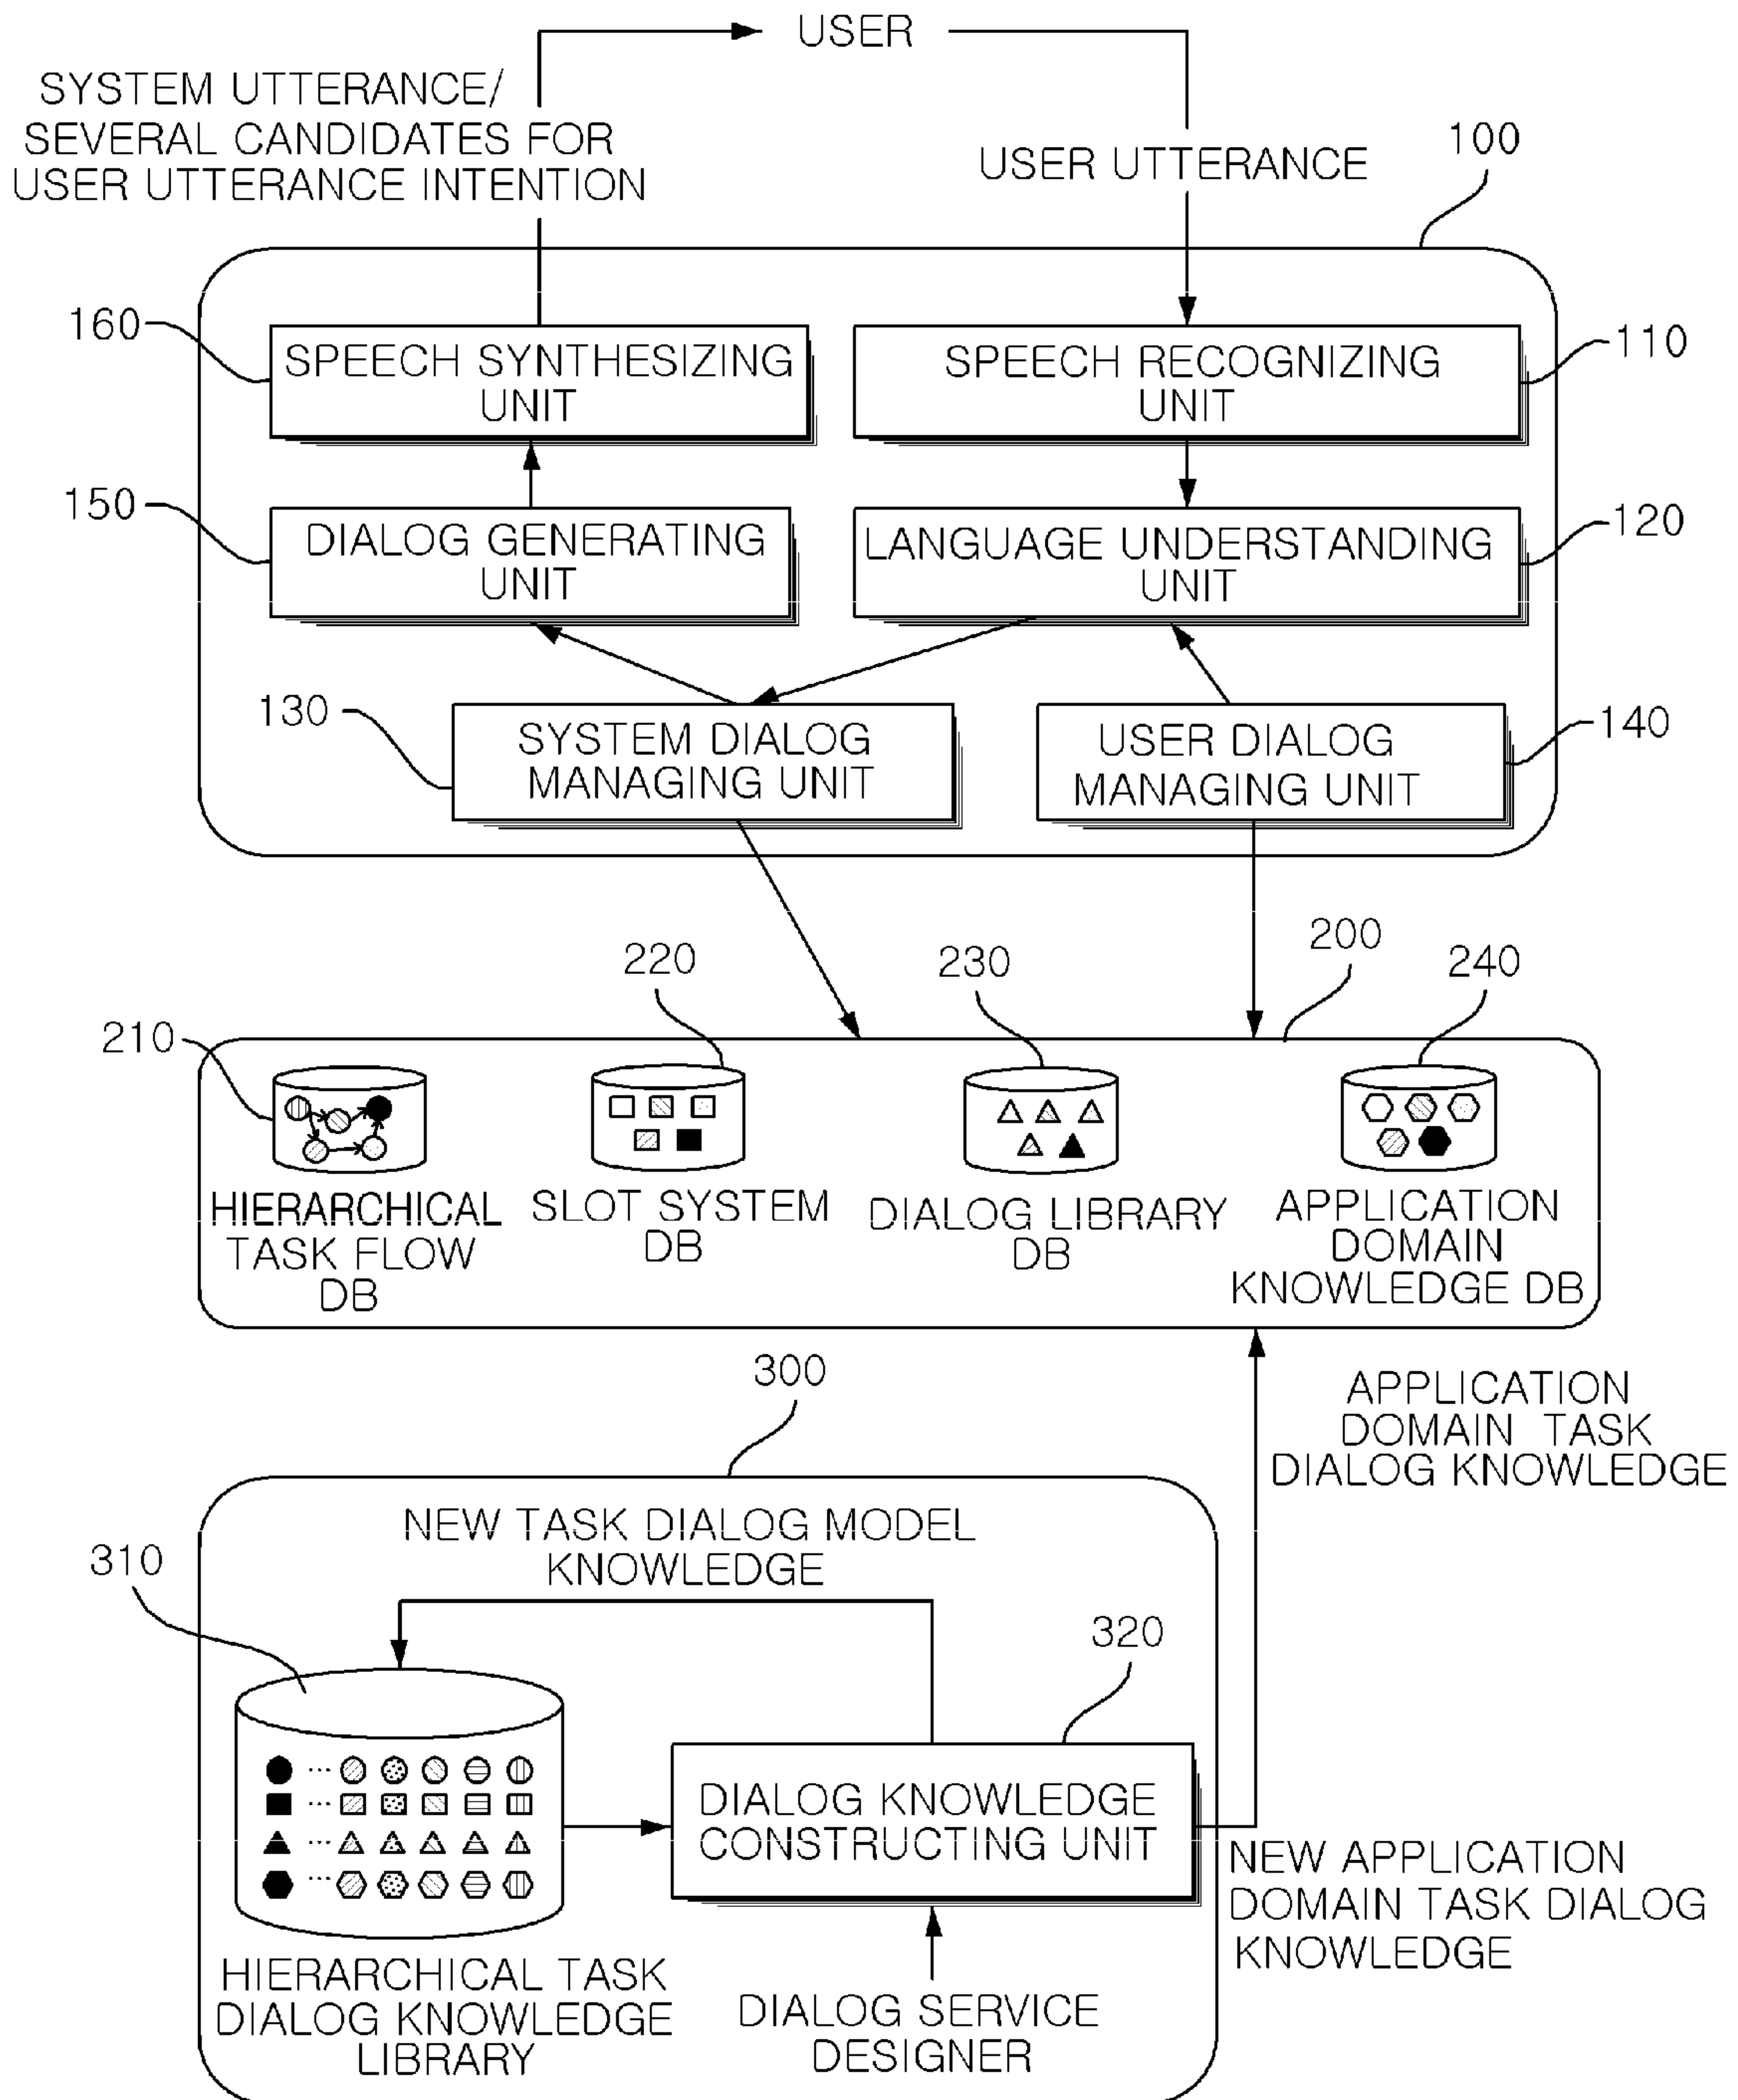 USER
SYSTEM UTTERANCE/
SEVERAL CANDIDATES FOR
USER UTTERANCE INTENTION
USER UTTERANCE
100
160
SPEECH SYNTHESIZING
UNIT
SPEECH RECOGNIZING
UNIT
110
150
DIALOG GENERATING
UNIT
LANGUAGE UNDERSTANDING
UNIT
120
130
SYSTEM DIALOG
MANAGING UNIT
USER DIALOG
MANAGING UNIT
140
200
220
230
240
210
HIERARCHICAL
TASK FLOW
DB
SLOT SYSTEM
DB
DIALOG LIBRARY
DB
APPLICATION
DOMAIN
KNOWLEDGE DB
300
APPLICATION
DOMAIN TASK
DIALOG KNOWLEDGE
NEW TASK DIALOG MODEL
KNOWLEDGE
310
320
DIALOG KNOWLEDGE
CONSTRUCTING UNIT
NEW APPLICATION
DOMAIN TASK DIALOG
KNOWLEDGE
HIERARCHICAL TASK
DIALOG KNOWLEDGE
LIBRARY
DIALOG SERVICE
DESIGNER